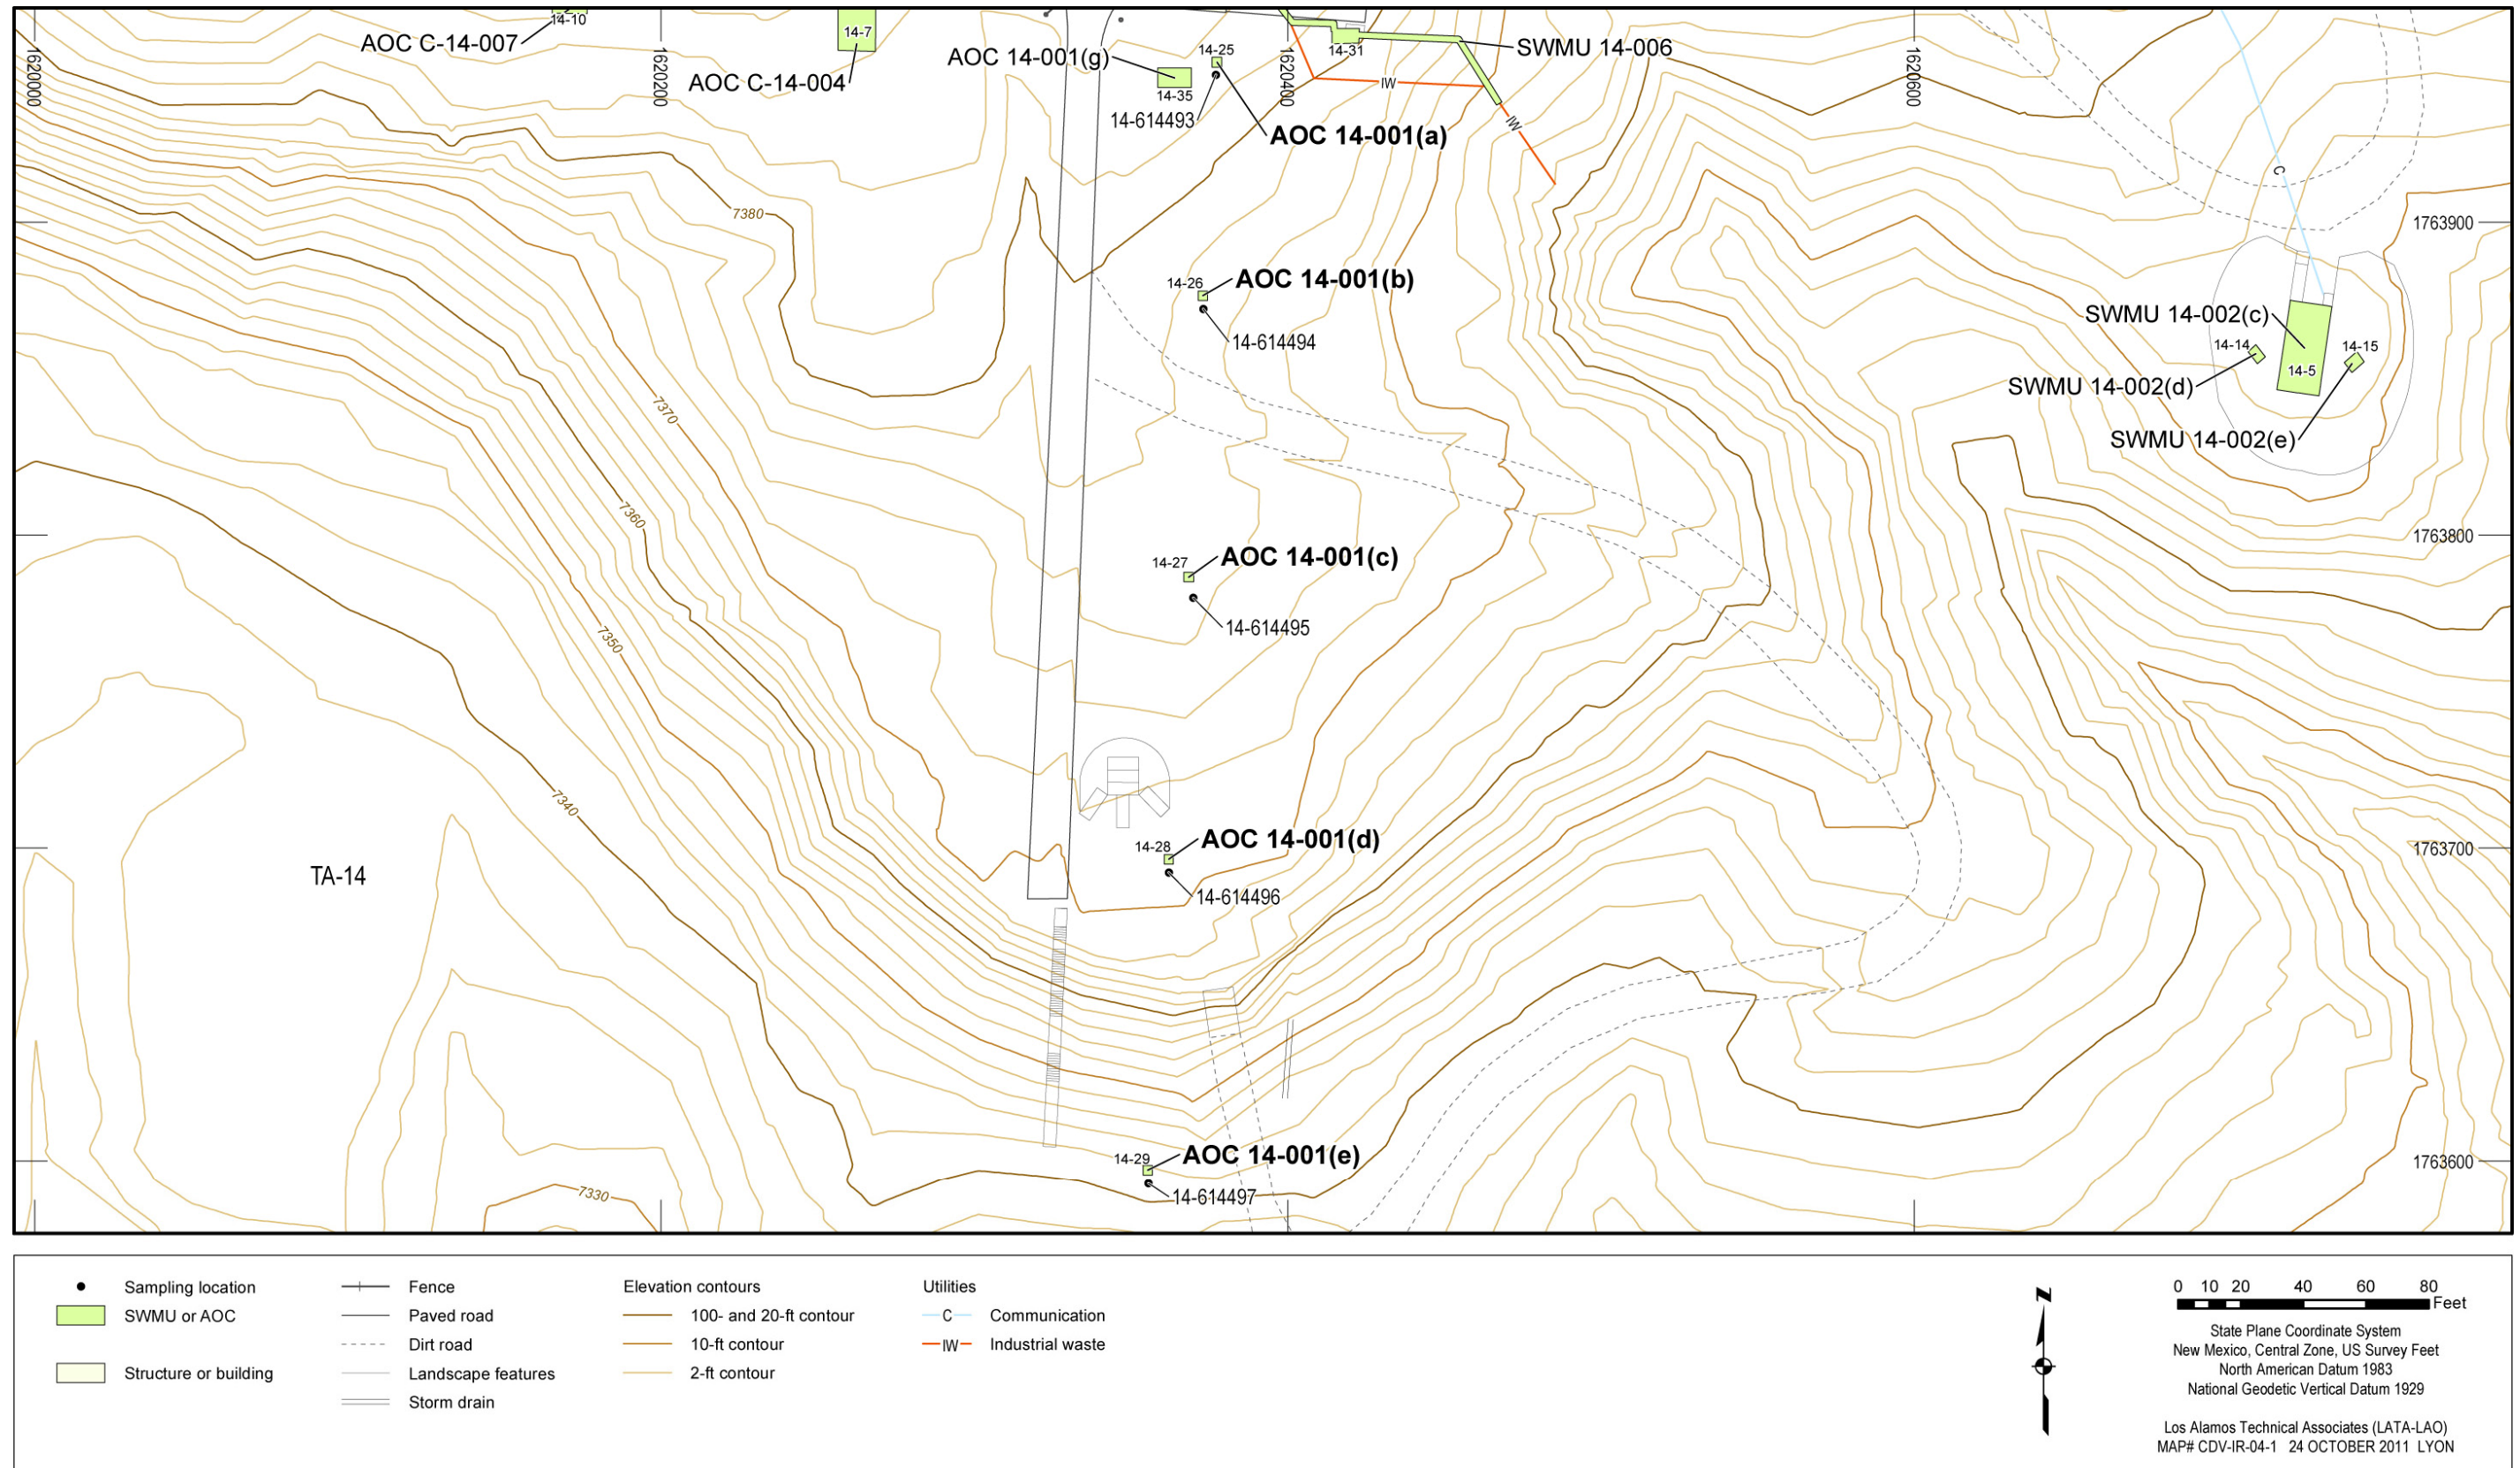 14-10
AOC C-14-007
14-7
AOC C-14-004
AOC 14-001(g)
14-25
14-35
14-614493
AOC 14-001(a)
14-31
SWMU 14-006
IW
IW
C
1620000
1620200
1620400
1620600
1763900
7380
14-26
AOC 14-001(b)
14-614494
SWMU 14-002(c)
14-14
14-15
14-5
SWMU 14-002(d)
SWMU 14-002(e)
7370
7360
1763800
14-27
AOC 14-001(c)
14-614495
7350
7340
14-28
AOC 14-001(d)
14-614496
1763700
TA-14
14-29
AOC 14-001(e)
14-614497
1763600
7330
Sampling location
SWMU or AOC
Structure or building
Fence
Paved road
Dirt road
Landscape features
Storm drain
Elevation contours
100- and 20-ft contour
10-ft contour
2-ft contour
Utilities
C Communication
IW Industrial waste
N
0 10 20 40 60 80
Feet
State Plane Coordinate System
New Mexico, Central Zone, US Survey Feet
North American Datum 1983
National Geodetic Vertical Datum 1929
Los Alamos Technical Associates (LATA-LAO)
MAP# CDV-IR-04-1 24 OCTOBER 2011 LYON